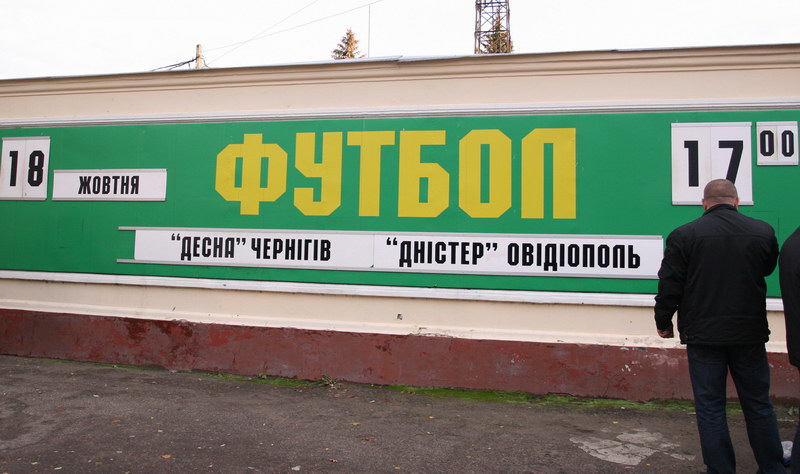 18 ЖОВТНЯ
ФУТБОЛ
17 00
"ДЕСНА" ЧЕРНІГІВ "ДНІСТЕР" ОВІДІОПОЛЬ